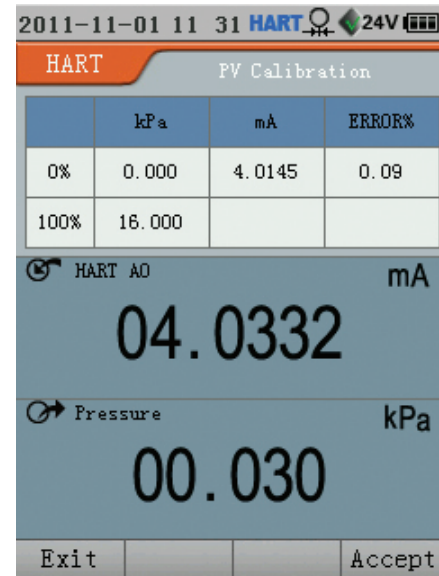 2011-11-01 11 31 HART 24V
HART PV Calibration
kPa mA ERROR%
0% 0.000 4.0145 0.09
100% 16.000
HART AO mA
04.0332
Pressure kPa
00.030
Exit Accept